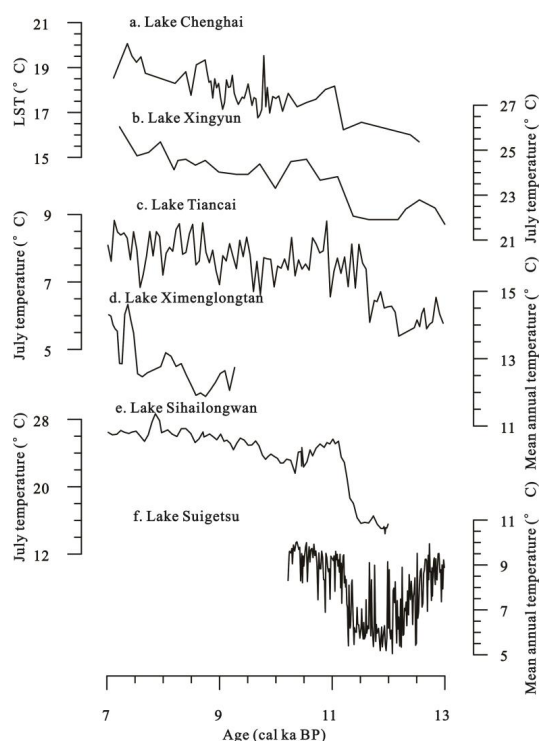 a. Lake Chenghai
21
19
17
15
LST (° C)
b. Lake Xingyun
27
25
23
21
July temperature (° C)
c. Lake Tiancai
9
7
5
July temperature (° C)
d. Lake Ximenglongtan
15
13
11
Mean annual temperature (° C)
e. Lake Sihailongwan
28
20
12
July temperature (° C)
f. Lake Suigetsu
11
9
7
5
Mean annual temperature (° C)
7 9 11 13
Age (cal ka BP)